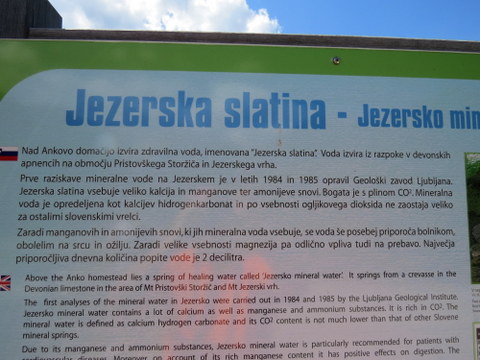 Jezerska slatina - Jezersko min
Nad Ankovo domačijo izvira zdravilna voda, imenovana "Jezerska slatina". Voda izvira iz razpoke v devonskih
apnencih na območju Pristovškega Storžiča in Jezerskega vrha.
Prve raziskave mineralne vode na Jezerskem je v letih 1984 in 1985 opravil Geološki zavod Ljubljana.
Jezerska slatina vsebuje veliko kalcija in manganove ter amonijeve snovi. Bogata je s plinom CO². Mineralna
voda je opredeljena kot kalcijev hidrogenkarbonat in po vsebnosti ogljikovega dioksida ne zaostaja veliko
za ostalimi slovenskimi vrelci.
Zaradi manganovih in amonijevih snovi, ki jih mineralna voda vsebuje, se voda še posebej priporoča bolnikom,
obolelim na srcu in ožilju. Zaradi velike vsebnosti magnezija pa odlično vpliva tudi na prebavo. Največja
priporočljiva dnevna količina popite vode je 2 decilitra.
Above the Anko homestead lies a spring of healing water called 'Jezersko mineral water'. It springs from a crevasse in the
Devonian limestone in the area of Mt Pristovški Storžič and Mt Jezerski vrh.
The first analyses of the mineral water in Jezersko were carried out in 1984 and 1985 by the Ljubljana Geological Institute.
Jezersko mineral water contains a lot of calcium as well as manganese and ammonium substances. It is rich in CO². The
mineral water is defined as calcium hydrogen carbonate and its CO² content is not much lower than that of other Slovene
mineral springs.
Due to its manganese and ammonium substances, Jezersko mineral water is particularly recommended for patients with
cardiovascular diseases. Moreover, on account of its rich manganese content it has positive effects on digestion. The